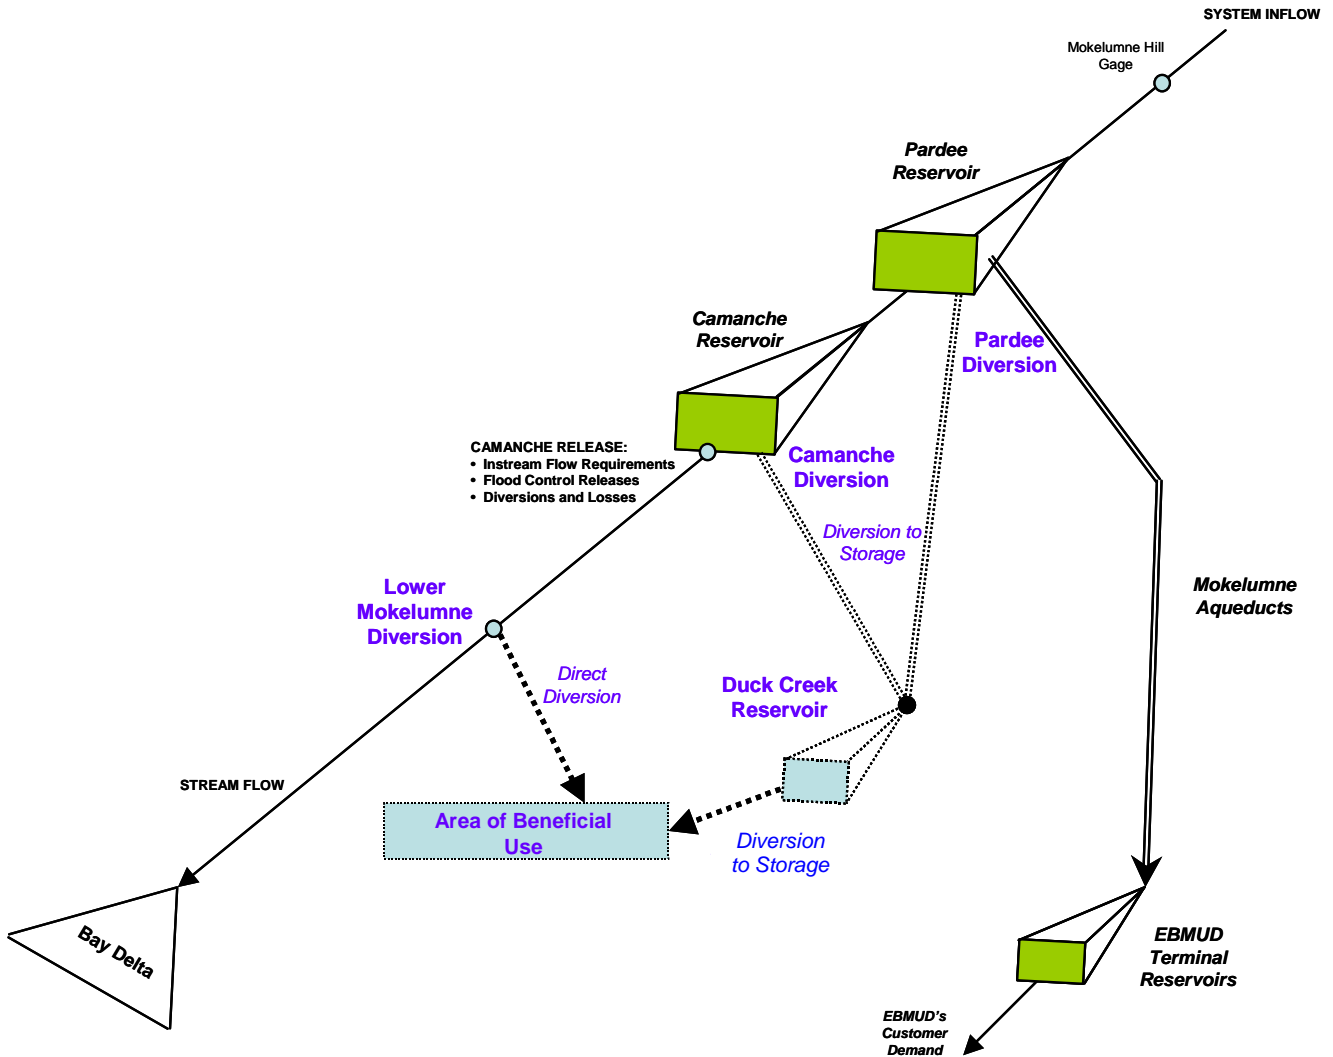 SYSTEM INFLOW
Mokelumne Hill
Gage
Pardee
Reservoir
Camanche
Reservoir
Pardee
Diversion
CAMANCHE RELEASE:
• Instream Flow Requirements
• Flood Control Releases
• Diversions and Losses
Camanche
Diversion
Diversion to
Storage
Lower
Mokelumne
Diversion
Mokelumne
Aqueducts
Direct
Diversion
Duck Creek
Reservoir
STREAM FLOW
Area of Beneficial
Use
Diversion
to Storage
Bay Delta
EBMUD
Terminal
Reservoirs
EBMUD's
Customer
Demand